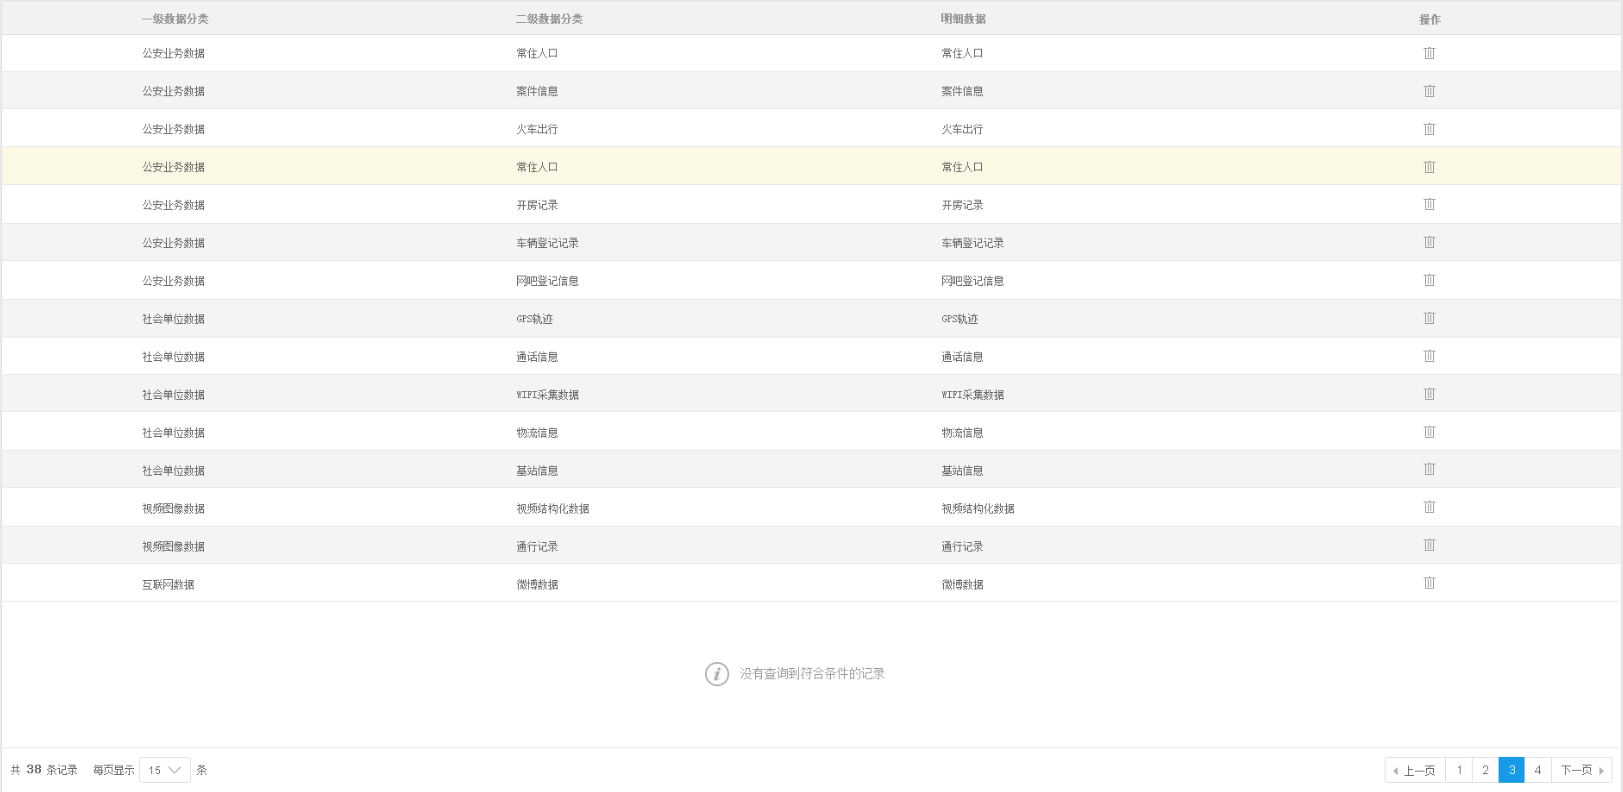 一级数据分类 二级数据分类 明细数据 操作
公安业务数据 常住人口 常住人口
公安业务数据 案件信息 案件信息
公安业务数据 火车出行 火车出行
公安业务数据 常住人口 常住人口
公安业务数据 开房记录 开房记录
公安业务数据 车辆登记记录 车辆登记记录
公安业务数据 网吧登记信息 网吧登记信息
社会单位数据 GPS轨迹 GPS轨迹
社会单位数据 通话信息 通话信息
社会单位数据 WIFI采集数据 WIFI采集数据
社会单位数据 物流信息 物流信息
社会单位数据 基站信息 基站信息
视频图像数据 视频结构化数据 视频结构化数据
视频图像数据 通行记录 通行记录
互联网数据 微博数据 微博数据
没有查询到符合条件的记录
共 38 条记录 每页显示 15 条 上一页 1 2 3 4 下一页